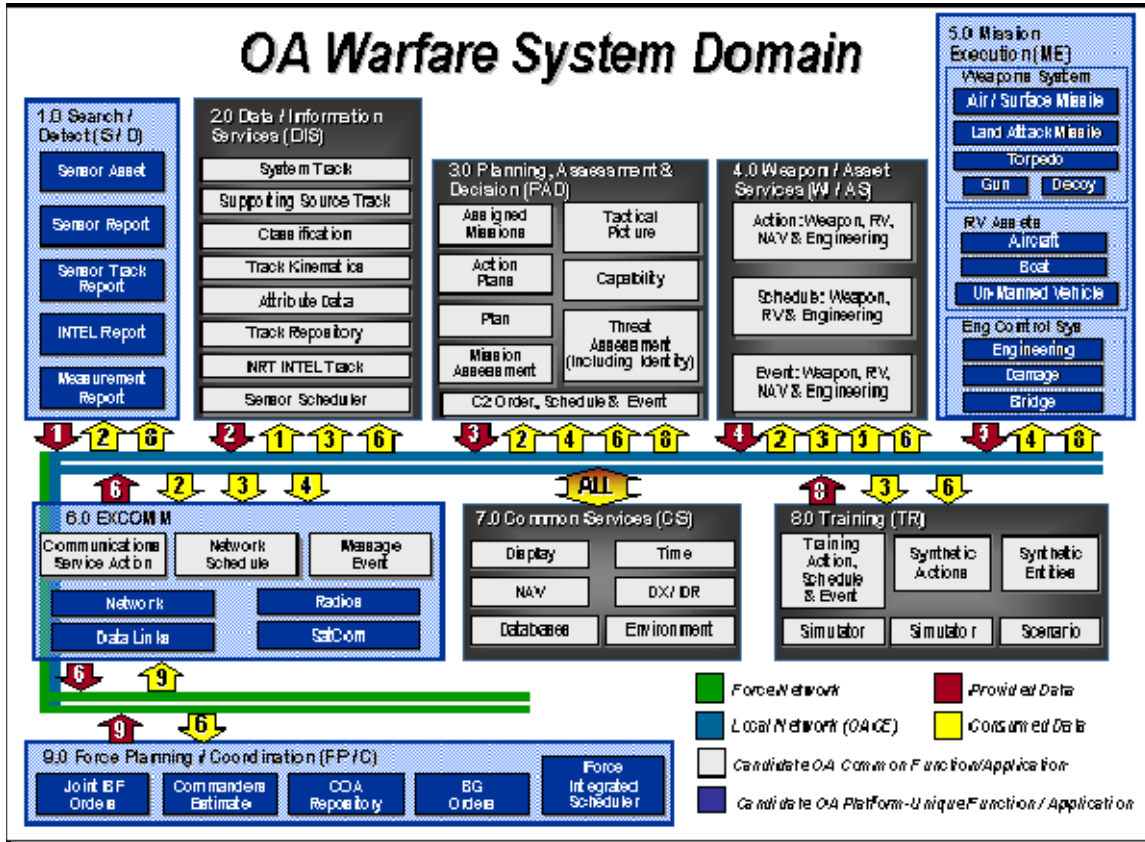 OA Warfare System Domain
1.0 Search /
Detect (S / D)
Sensor Asset
Sensor Report
Sensor Track
Report
INTEL Report
Measurement
Report
2.0 Data / Information
Services (DIS)
System Track
Supporting Source Track
Classification
Track Kinematics
Attribute Data
Track Repository
NRT INTEL Track
Sensor Scheduler
3.0 Planning, Assessment &
Decision (PAD)
Assigned
Missions
Action
Plans
Plan
Mission
Assessment
Tactical
Picture
Capability
Threat
Assessment
(Including Identity)
C2 Order, Schedule & Event
4.0 Weapon / Asset
Services (W / AS)
Action: Weapon, RV,
NAV & Engineering
Schedule: Weapon,
RV & Engineering
Event: Weapon, RV,
NAV & Engineering
5.0 Mission
Execution (ME)
Weapons System
Air / Surface Missile
Land Attack Missile
Torpedo
Gun
Decoy
RV Assets
Aircraft
Boat
Un-Manned Vehicle
Eng Control Sys
Engineering
Damage
Bridge
1 2 8
2 1 3 6
3 2 4 6 8
4 2 3 5 6
5 4 8
6 2 3 4
ALL
8 3 6
6.0 EXCOMM
Communications
Service Action
Network
Schedule
Message
Event
Network
Radios
Data Links
SatCom
7.0 Common Services (CS)
Display
Time
NAV
DX / DR
Databases
Environment
8.0 Training (TR)
Training
Action,
Schedule
& Event
Synthetic
Actions
Synthetic
Entities
Simulator
Simulator
Scenario
6 9
9 6
9.0 Force Planning / Coordination (FP / C)
Joint BF
Orders
Commanders
Estimate
COA
Repository
BG
Orders
Force
Integrated
Scheduler
Force Network
Provided Data
Local Network (OACE)
Consumed Data
Candidate OA Common Function/Application
Candidate OA Platform-Unique Function / Application